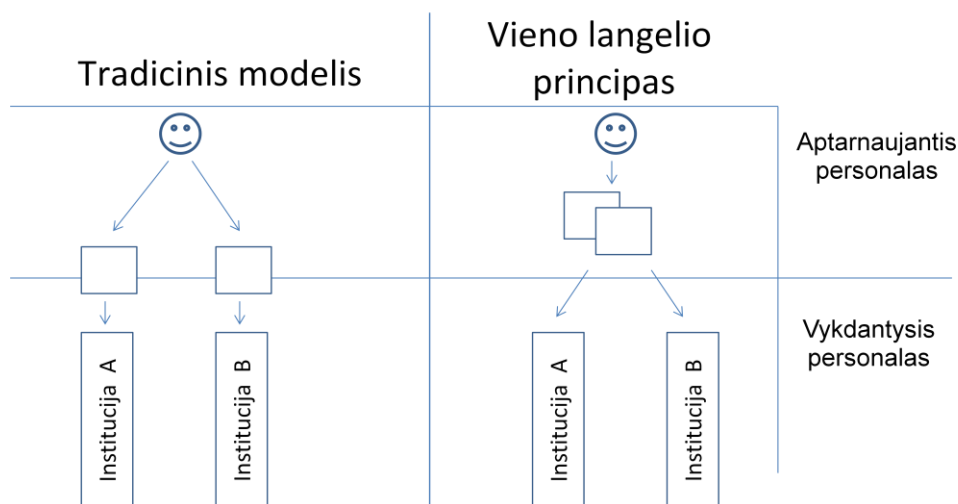 Tradicinis modelis
Vieno langelio
principas
Aptarnaujantis
personalas
Institucija A
Institucija B
Institucija A
Institucija B
Vykdantysis
personalas